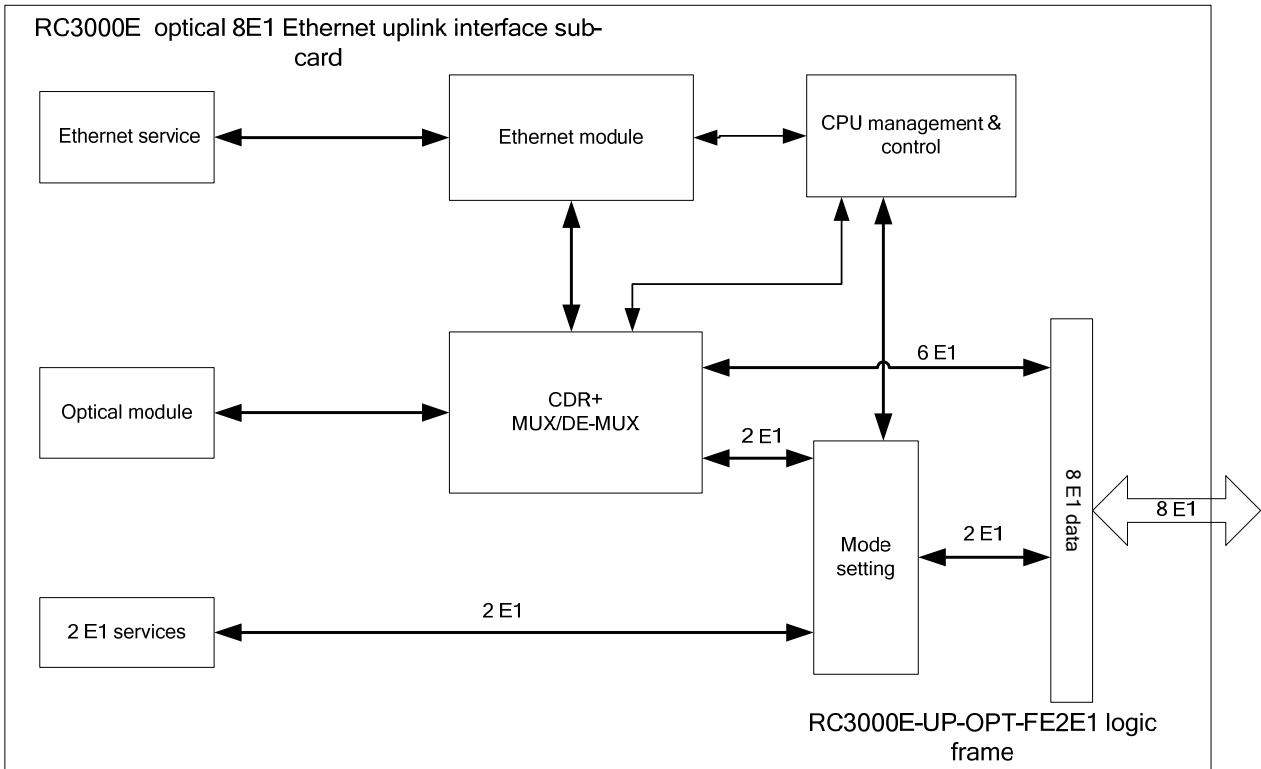 RC3000E optical 8E1 Ethernet uplink interface sub-
card
Ethernet service
Ethernet module
CPU management &
control
6 E1
Optical module
CDR+
MUX/DE-MUX
2 E1
8 E1 data
8 E1
Mode
setting
2 E1
2 E1 services
2 E1
RC3000E-UP-OPT-FE2E1 logic
frame